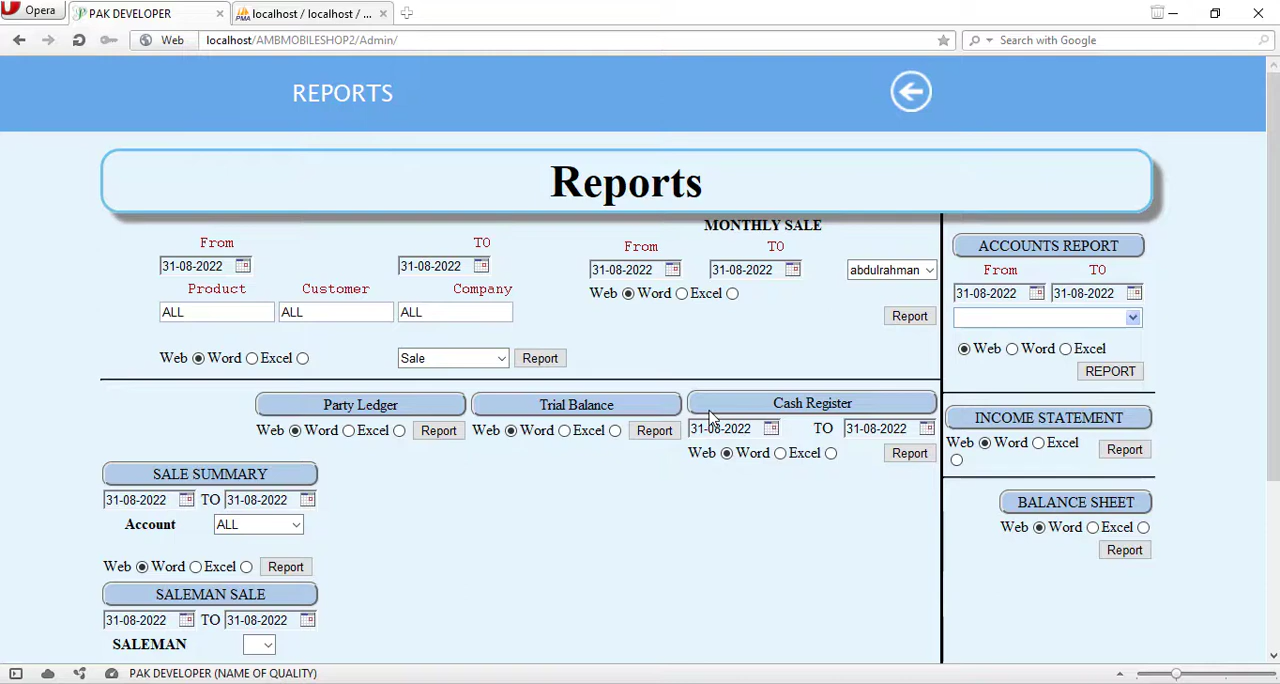 Opera
PAK DEVELOPER
localhost / localhost / ...
Web
localhost/AMBMOBILESHOP2/Admin/
Search with Google
REPORTS
Reports
From TO
31-08-2022 31-08-2022
Product Customer Company
ALL ALL ALL
Web Word Excel Sale Report
MONTHLY SALE
From TO
31-08-2022 31-08-2022 abdulrahman
Web Word Excel
Report
ACCOUNTS REPORT
From TO
31-08-2022 31-08-2022
Web Word Excel
REPORT
Party Ledger
Web Word Excel Report
Trial Balance
Web Word Excel Report
Cash Register
31-08-2022 TO 31-08-2022
Web Word Excel Report
INCOME STATEMENT
Web Word Excel
Report
SALE SUMMARY
31-08-2022 TO 31-08-2022
Account ALL
Web Word Excel Report
BALANCE SHEET
Web Word Excel
Report
SALEMAN SALE
31-08-2022 TO 31-08-2022
SALEMAN
PAK DEVELOPER (NAME OF QUALITY)